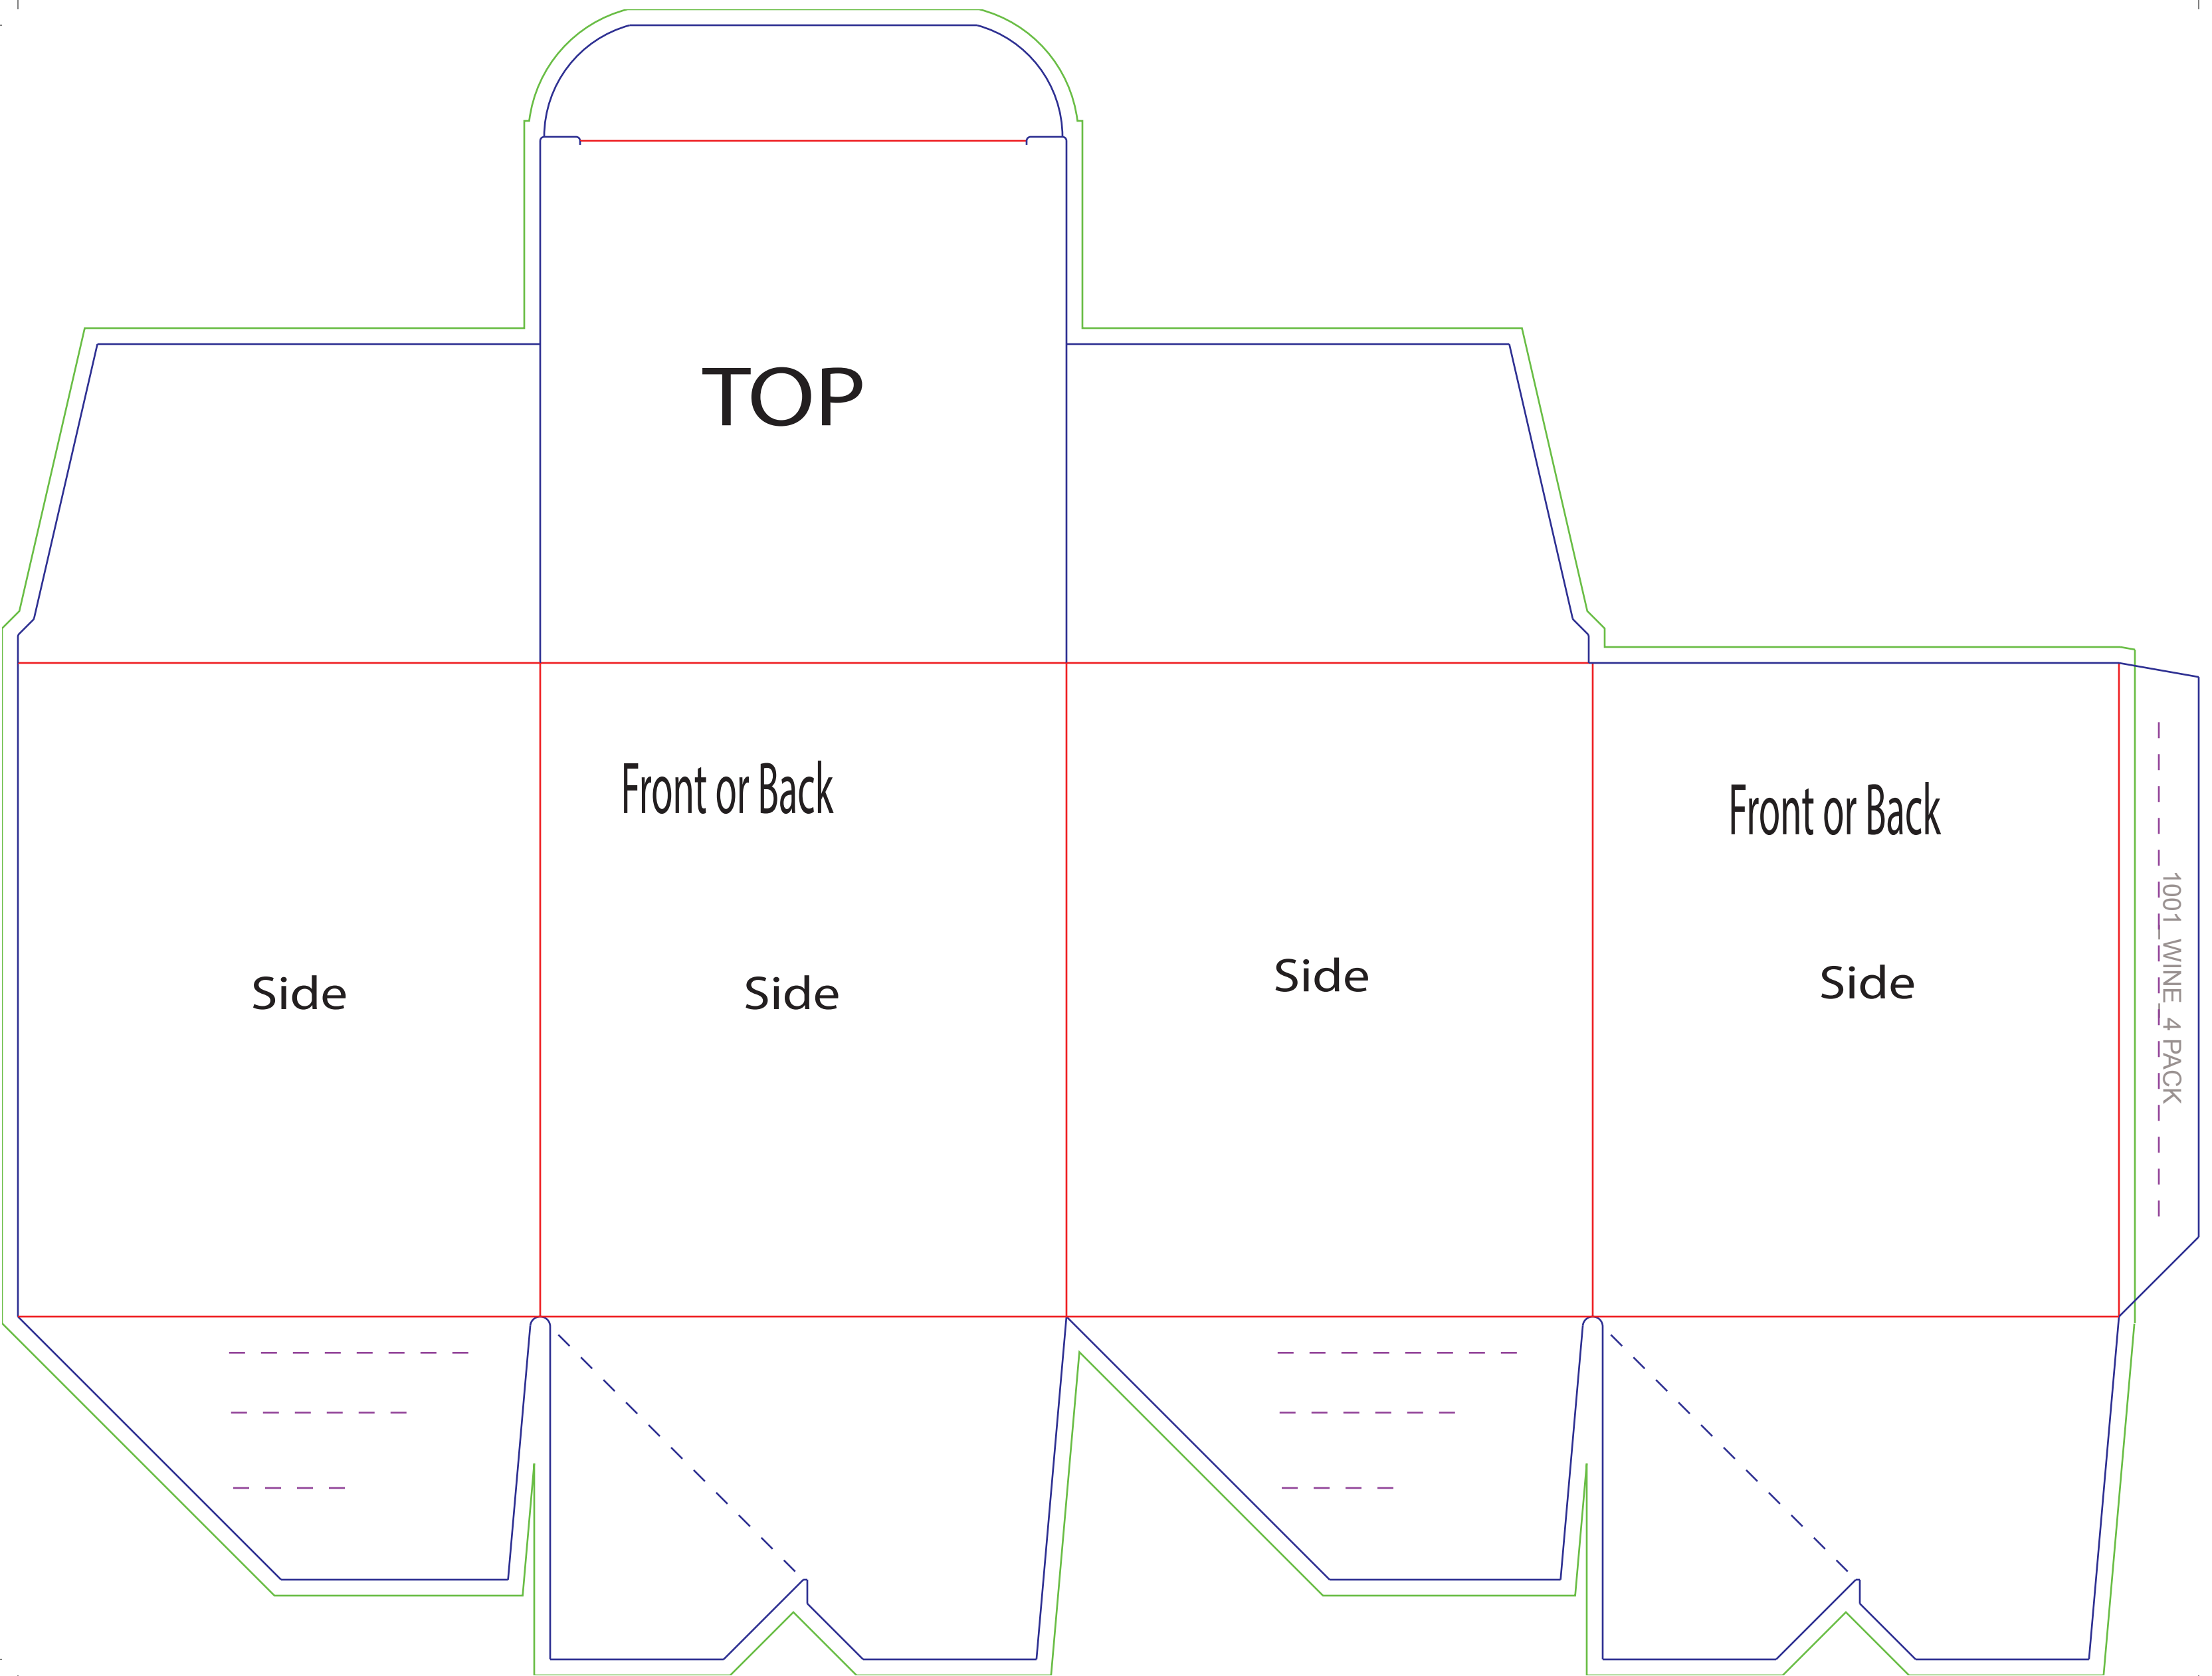 TOP
Front or Back
Front or Back
Side
Side
Side
Side
1001_WINE_4 PACK